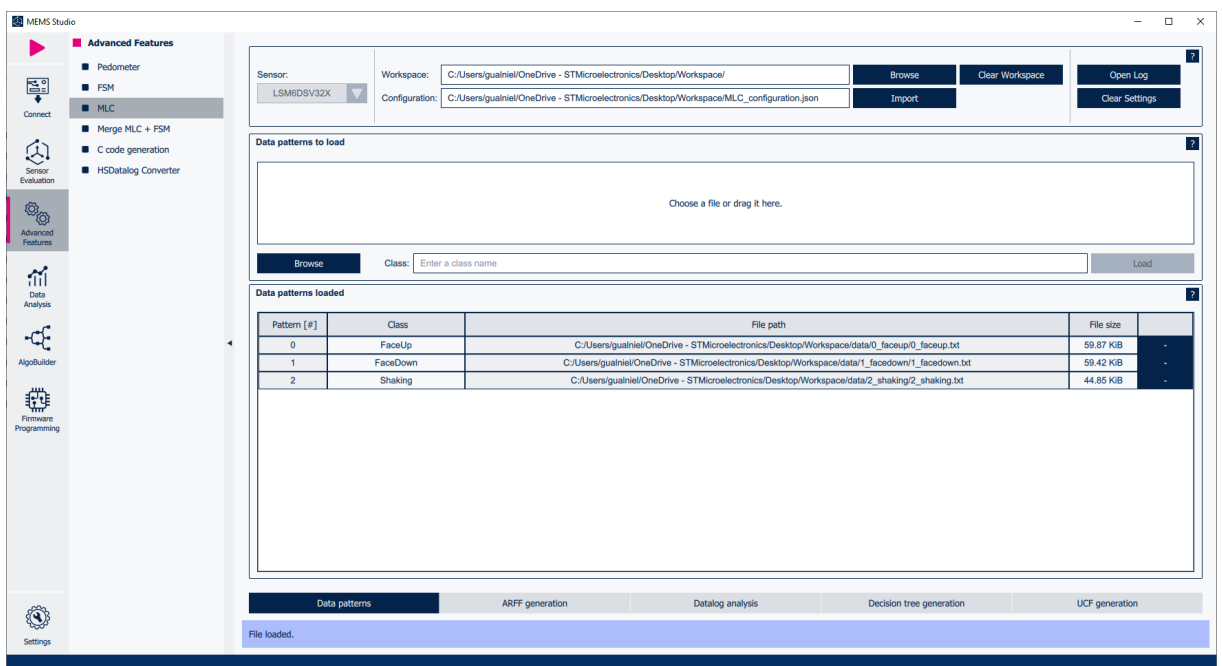 MEMS Studio
Connect
Sensor
Evaluation
Advanced
Features
Data
Analysis
AlgoBuilder
Firmware
Programming
Settings
Advanced Features
Pedometer
FSM
MLC
Merge MLC + FSM
C code generation
HSDatalog Converter
?
Sensor:
LSM6DSV32X
Workspace: C:/Users/gualniel/OneDrive - STMicroelectronics/Desktop/Workspace/ Browse Clear Workspace Open Log
Configuration: C:/Users/gualniel/OneDrive - STMicroelectronics/Desktop/Workspace/MLC_configuration.json Import Clear Settings
Data patterns to load ?
Choose a file or drag it here.
Browse Class: Enter a class name Load
Data patterns loaded ?
Pattern [#] Class File path File size
0 FaceUp C:/Users/gualniel/OneDrive - STMicroelectronics/Desktop/Workspace/data/0_faceup/0_faceup.txt 59.87 KiB -
1 FaceDown C:/Users/gualniel/OneDrive - STMicroelectronics/Desktop/Workspace/data/1_facedown/1_facedown.txt 59.42 KiB -
2 Shaking C:/Users/gualniel/OneDrive - STMicroelectronics/Desktop/Workspace/data/2_shaking/2_shaking.txt 44.85 KiB -
Data patterns ARFF generation Datalog analysis Decision tree generation UCF generation
File loaded.